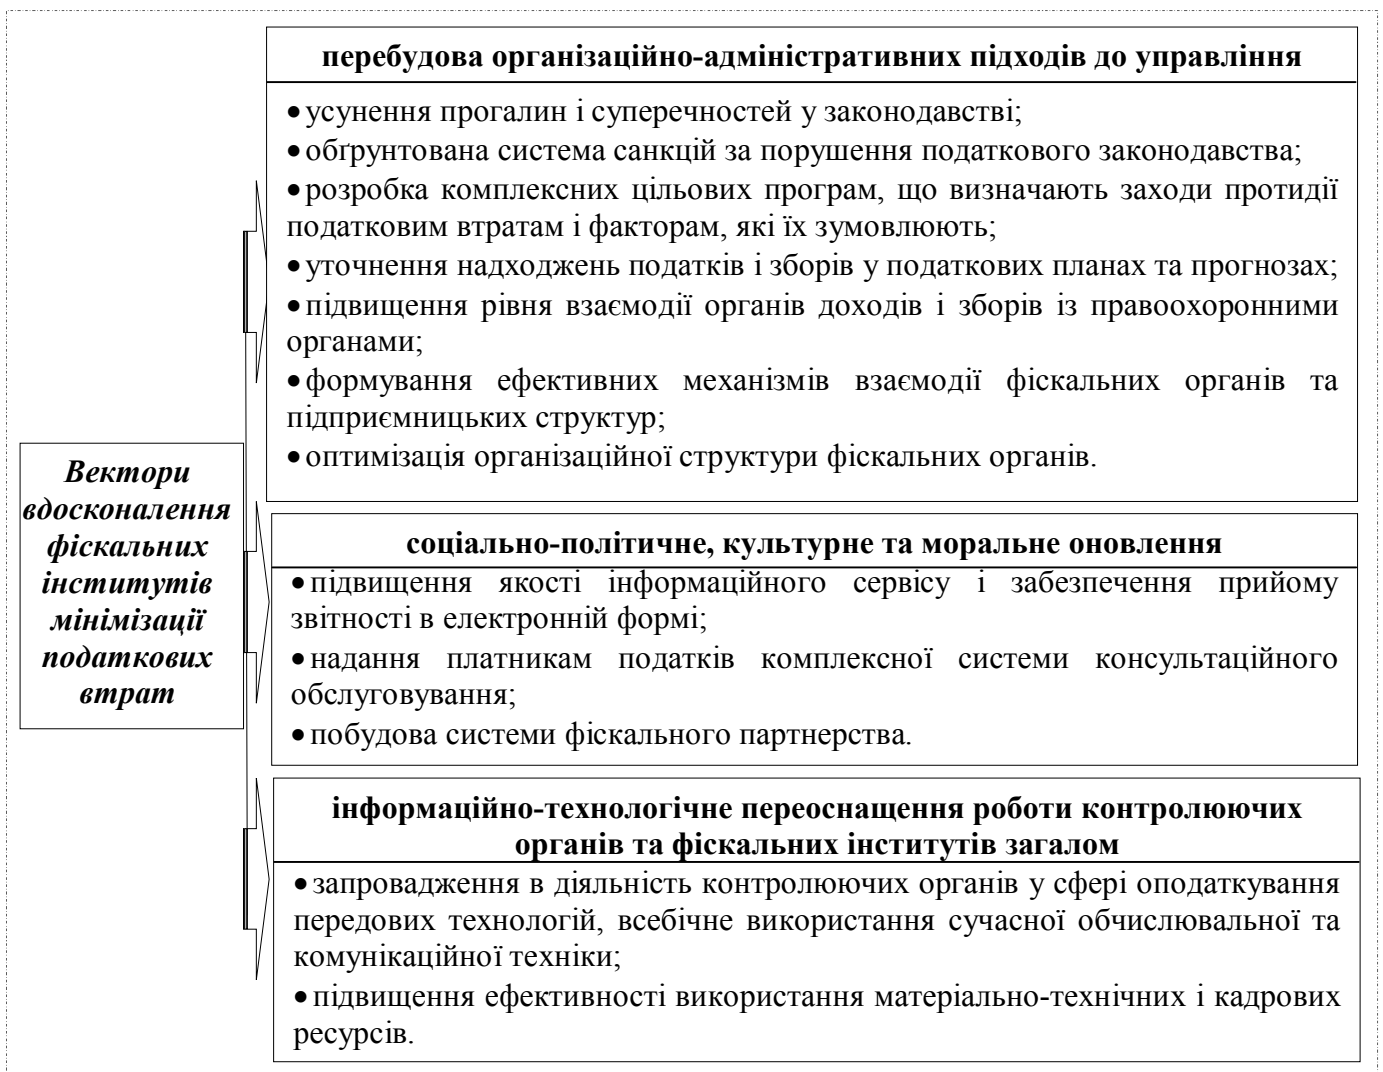 перебудова організаційно-адміністративних підходів до управління
•усунення прогалин і суперечностей у законодавстві;
•обґрунтована система санкцій за порушення податкового законодавства;
•розробка комплексних цільових програм, що визначають заходи протидії
податковим втратам і факторам, які їх зумовлюють;
•уточнення надходжень податків і зборів у податкових планах та прогнозах;
•підвищення рівня взаємодії органів доходів і зборів із правоохоронними
органами;
•формування ефективних механізмів взаємодії фіскальних органів та
підприємницьких структур;
•оптимізація організаційної структури фіскальних органів.
Вектори
вдосконалення
фіскальних
інститутів
мінімізації
податкових
втрат
соціально-політичне, культурне та моральне оновлення
•підвищення якості інформаційного сервісу і забезпечення прийому
звітності в електронній формі;
•надання платникам податків комплексної системи консультаційного
обслуговування;
•побудова системи фіскального партнерства.
інформаційно-технологічне переоснащення роботи контролюючих
органів та фіскальних інститутів загалом
•запровадження в діяльність контролюючих органів у сфері оподаткування
передових технологій, всебічне використання сучасної обчислювальної та
комунікаційної техніки;
•підвищення ефективності використання матеріально-технічних і кадрових
ресурсів.